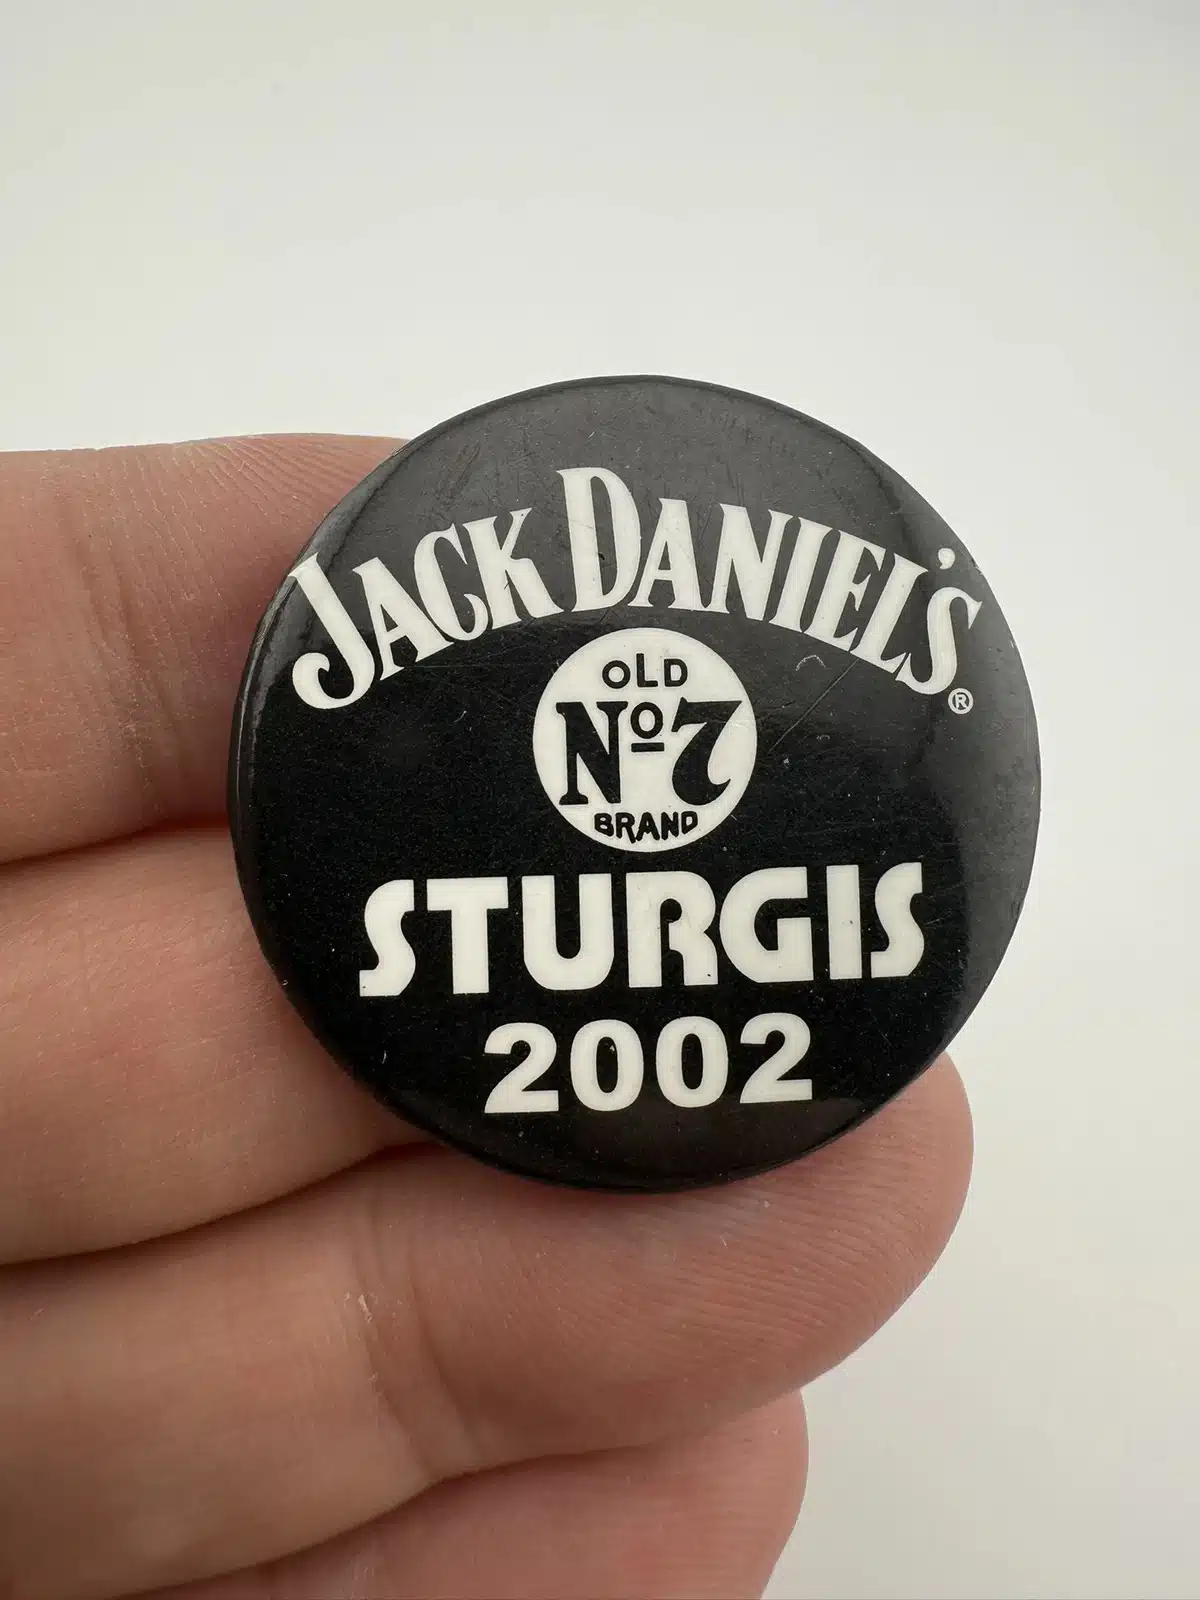 JACK DANIEL'S®
OLD
Nº7
BRAND
STURGIS
2002